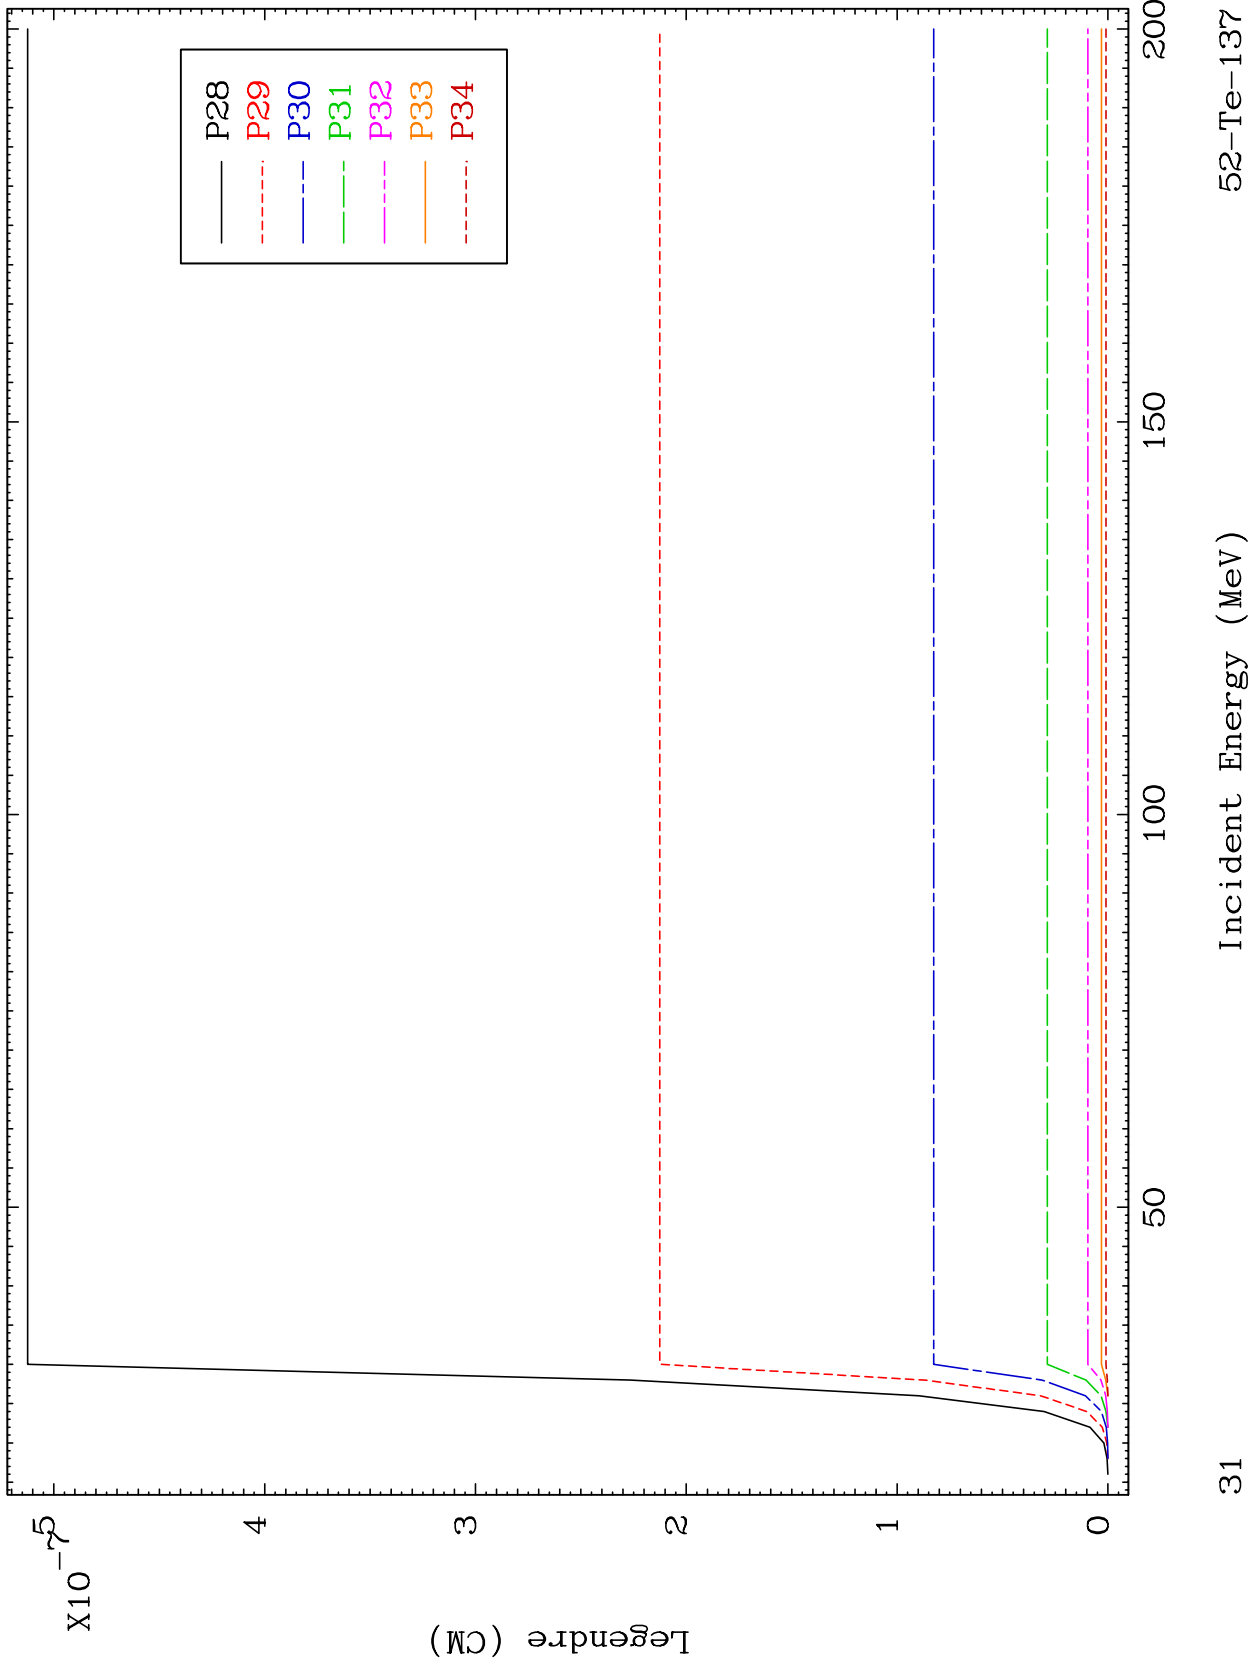 X10-7
5
4
3
2
1
0
Legendre (CM)
P28
P29
P30
P31
P32
P33
P34
50
100
150
200
Incident Energy (MeV)
31
52-Te-137